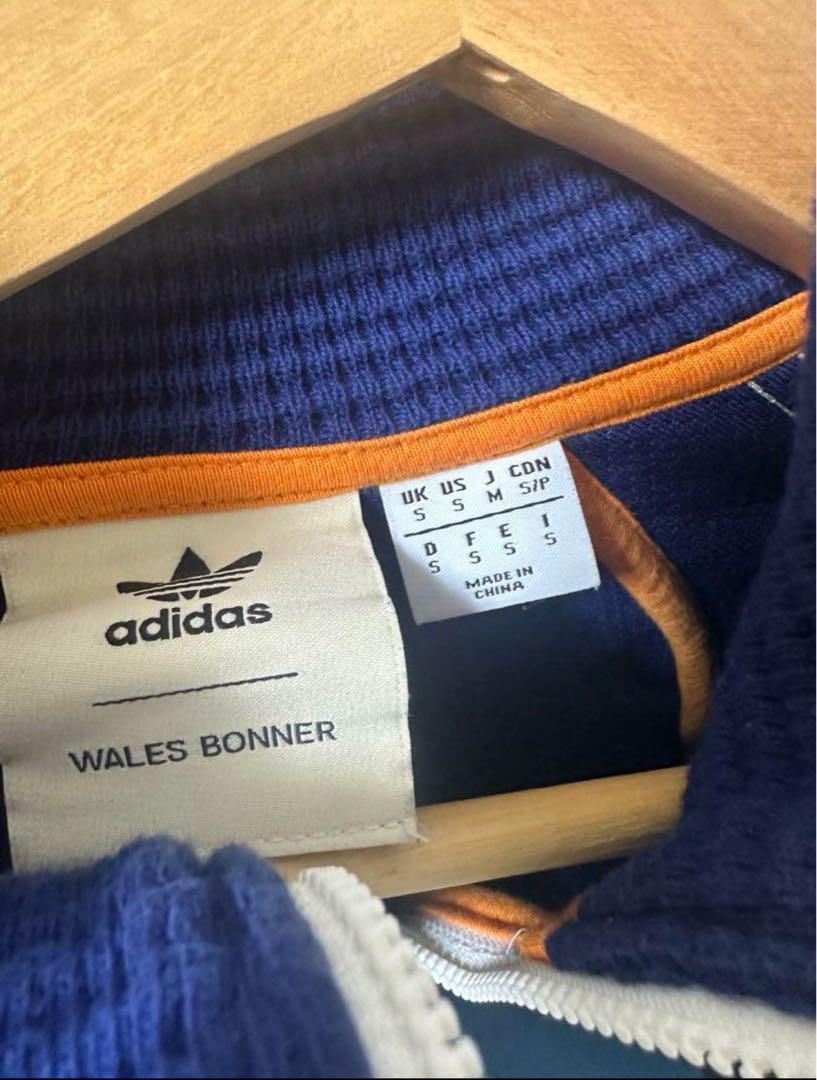 adidas
WALES BONNER
UK US J CDN
S S M S/P
D F E I
S S S S
MADE IN
CHINA